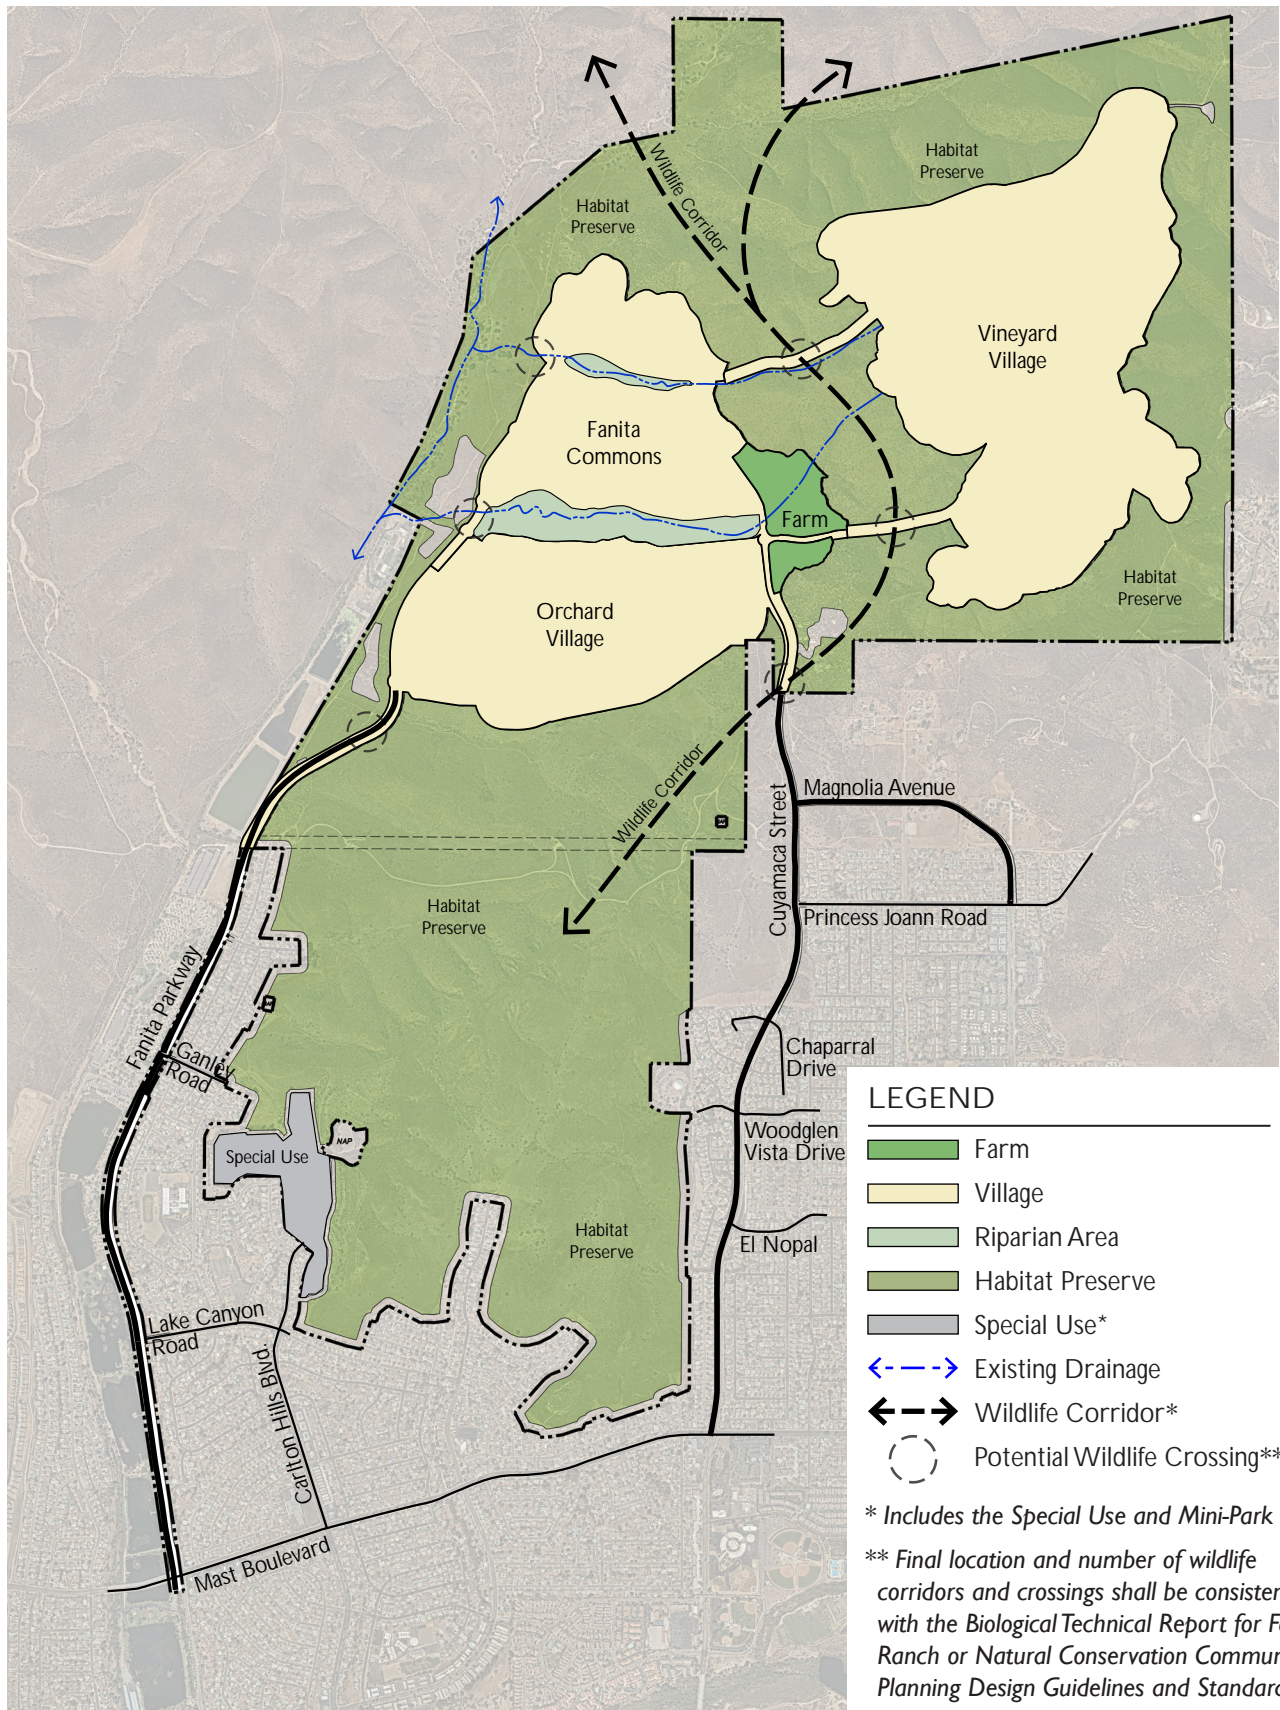 Habitat
Preserve
Habitat
Preserve
Wildlife Corridor
Vineyard
Village
Fanita
Commons
Farm
Orchard
Village
Habitat
Preserve
Wildlife Corridor
Cuyamaca Street
Magnolia Avenue
Princess Joann Road
Habitat
Preserve
Fanita Parkway
Ganley
Road
Chaparral
Drive
Woodglen
Vista Drive
Special Use
NAP
Habitat
Preserve
El Nopal
Lake Canyon
Road
Carlton Hills Blvd.
Mast Boulevard
LEGEND
Farm
Village
Riparian Area
Habitat Preserve
Special Use*
Existing Drainage
Wildlife Corridor*
Potential Wildlife Crossing**
* Includes the Special Use and Mini-Park
** Final location and number of wildlife
corridors and crossings shall be consisten
with the Biological Technical Report for F
Ranch or Natural Conservation Commun
Planning Design Guidelines and Standard